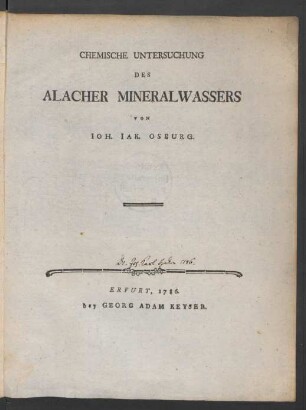 CHEMISCHE UNTERSUCHUNG
DES
ALACHER MINERALWASSERS
VON
IOH. IAK. OSBURG.
ERFURT, 1786.
bey GEORG ADAM KEYSER.